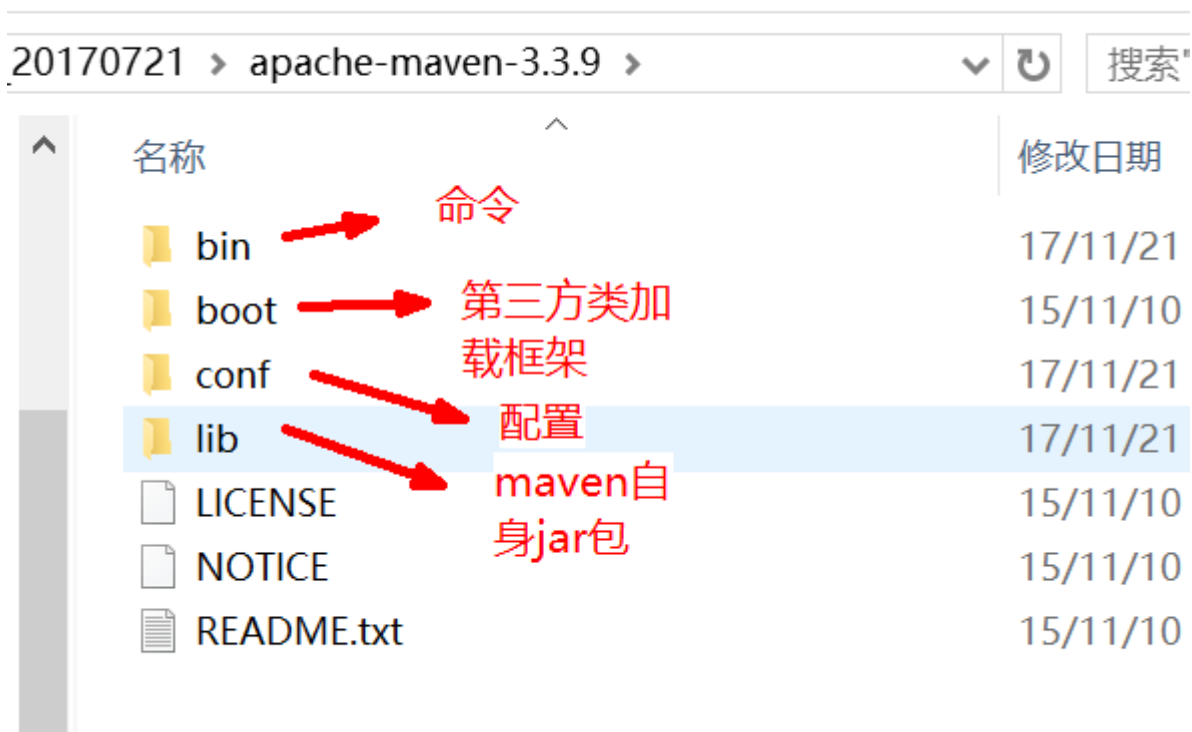 _20170721 > apache-maven-3.3.9 >
搜索"
名称
修改日期
命令
bin
17/11/21
boot
第三方类加
载框架
15/11/10
conf
17/11/21
配置
lib
17/11/21
maven自
身jar包
LICENSE
15/11/10
NOTICE
15/11/10
README.txt
15/11/10